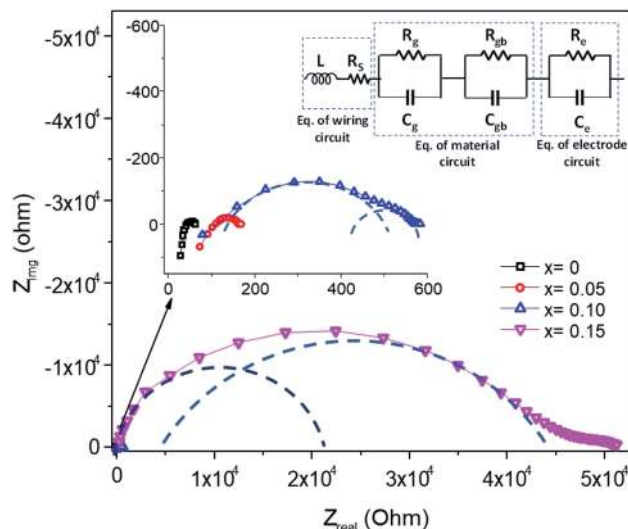 -5x10⁴
-4x10⁴
-3x10⁴
-2x10⁴
-1x10⁴
0
Z_Img (ohm)
0
1x10⁴
2x10⁴
3x10⁴
4x10⁴
5x10⁴
Z_real (Ohm)
-600
-400
-200
0
0
200
400
600
L R_S R_g R_gb R_e
C_g C_gb C_e
Eq. of wiring circuit
Eq. of material circuit
Eq. of electrode circuit
x= 0
x= 0.05
x= 0.10
x= 0.15